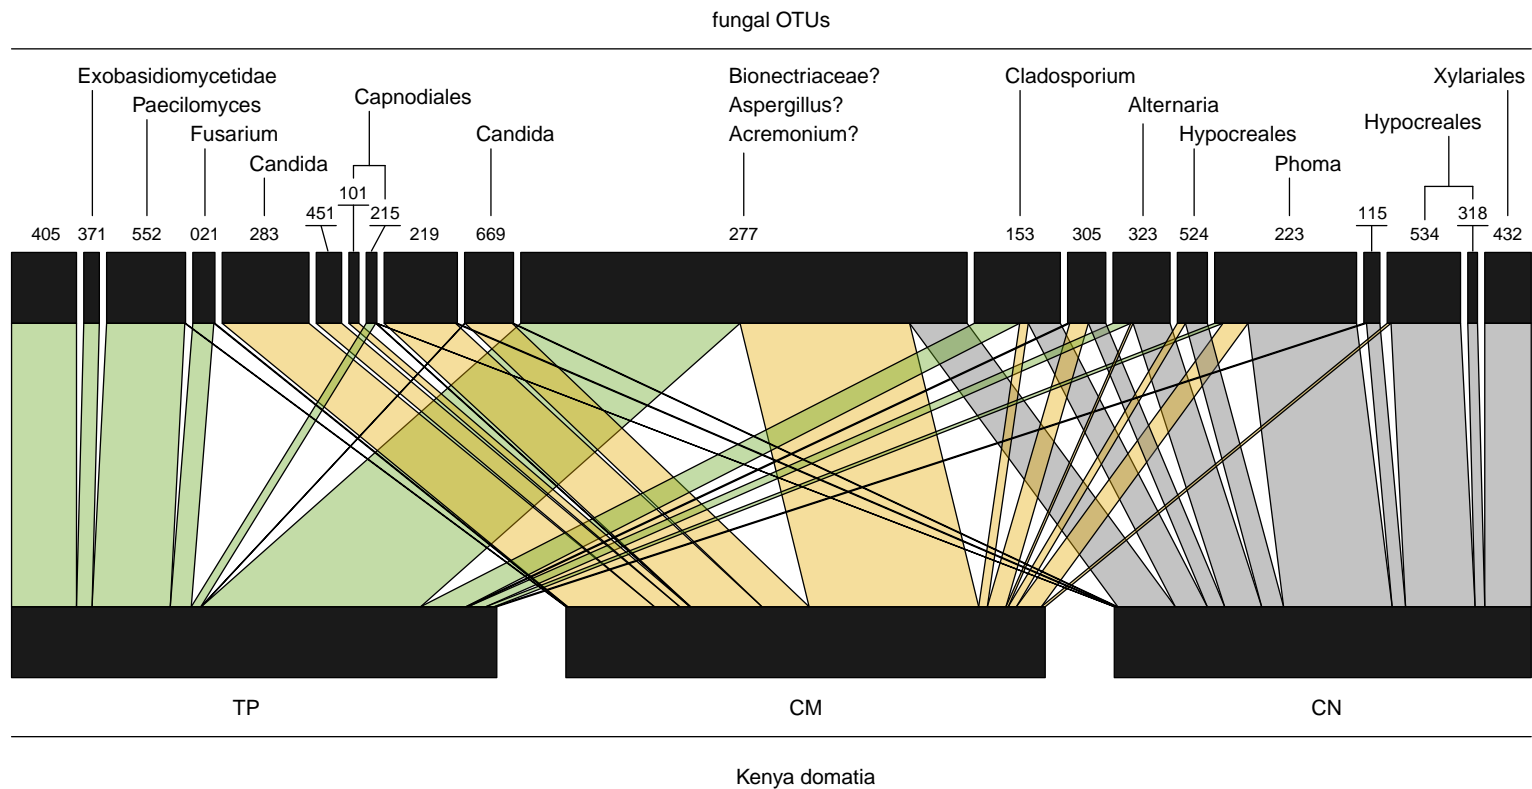 fungal OTUs
Exobasidiomycetidae
Paecilomyces
Fusarium
Candida
Capnodiales
Candida
Bionectriaceae?
Aspergillus?
Acremonium?
Cladosporium
Alternaria
Hypocreales
Phoma
Hypocreales
Xylariales
405 371 552 021 283 451 101 215 219 669 277 153 305 323 524 223 115 534 318 432
TP CM CN
Kenya domatia